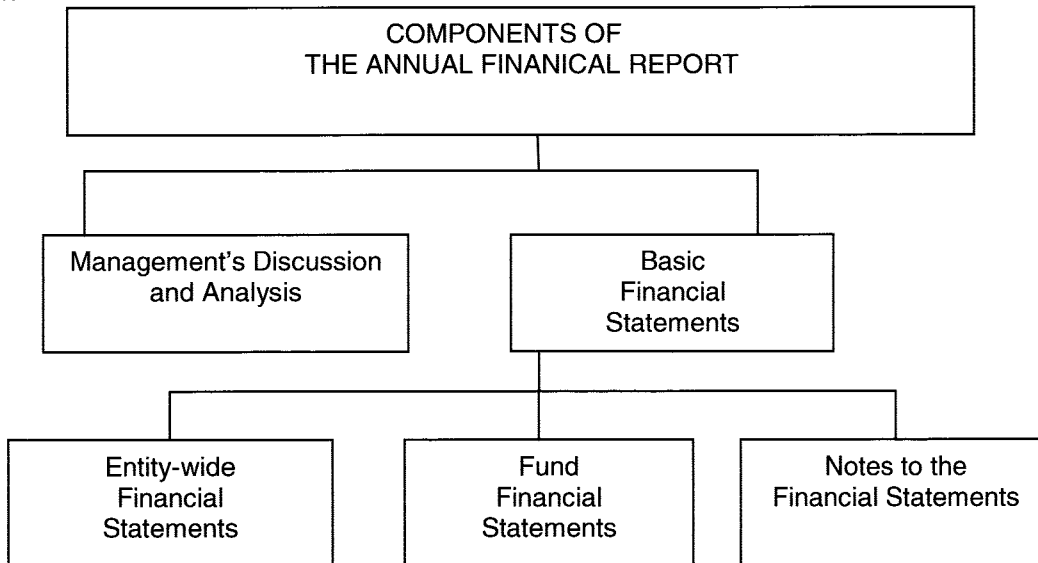 COMPONENTS OF
THE ANNUAL FINANICAL REPORT
Management's Discussion
and Analysis
Basic
Financial
Statements
Entity-wide
Financial
Statements
Fund
Financial
Statements
Notes to the
Financial Statements